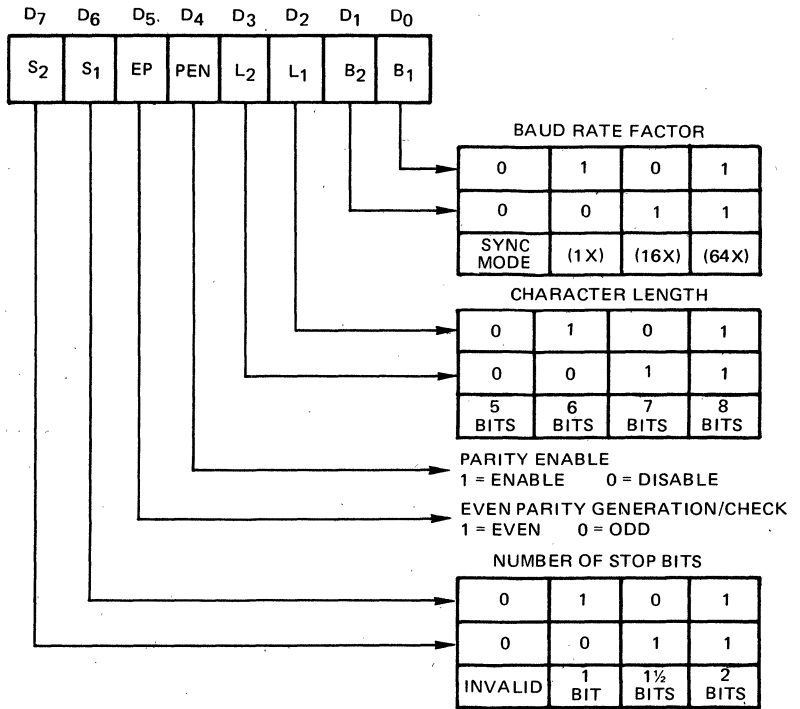 D7 D6 D5. D4 D3 D2 D1 D0
S2 S1 EP PEN L2 L1 B2 B1
BAUD RATE FACTOR
0 1 0 1
0 0 1 1
SYNC MODE (1X) (16X) (64X)
CHARACTER LENGTH
0 1 0 1
0 0 1 1
5 BITS 6 BITS 7 BITS 8 BITS
PARITY ENABLE
1 = ENABLE 0 = DISABLE
EVEN PARITY GENERATION/CHECK
1 = EVEN 0 = ODD
NUMBER OF STOP BITS
0 1 0 1
0 0 1 1
INVALID 1 BIT 1½ BITS 2 BITS